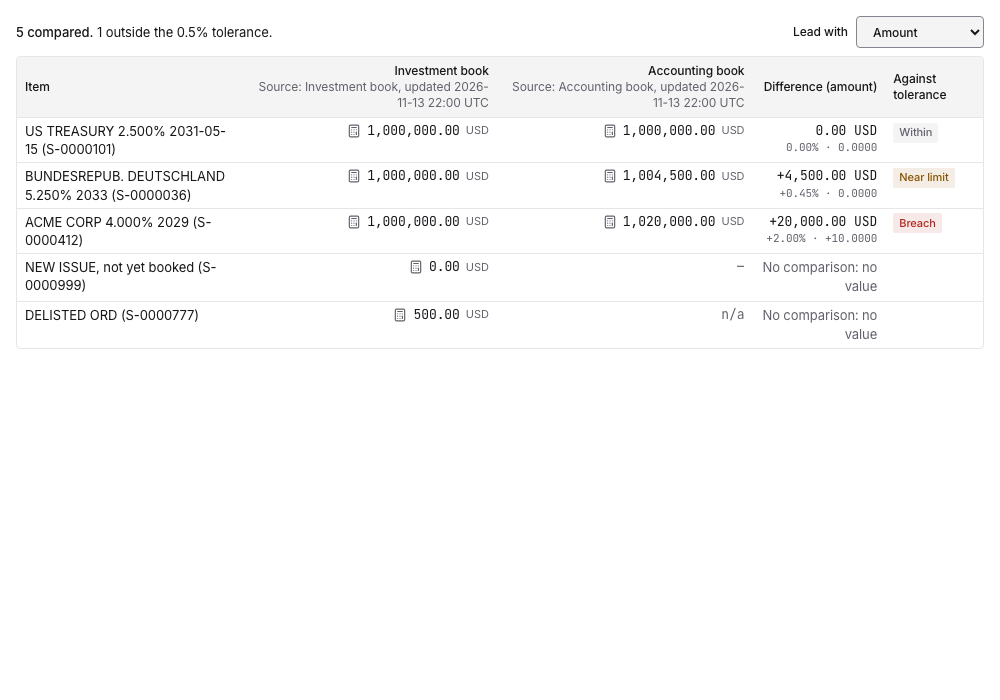 5 compared. 1 outside the 0.5% tolerance.
Lead with Amount
Item
Investment book
Source: Investment book, updated 2026-
11-13 22:00 UTC
Accounting book
Source: Accounting book, updated 2026-
11-13 22:00 UTC
Difference (amount)
Against
tolerance
US TREASURY 2.500% 2031-05-
15 (S-0000101)
1,000,000.00 USD
1,000,000.00 USD
0.00 USD
0.00% · 0.0000
Within
BUNDESREPUB. DEUTSCHLAND
5.250% 2033 (S-0000036)
1,000,000.00 USD
1,004,500.00 USD
+4,500.00 USD
+0.45% · 0.0000
Near limit
ACME CORP 4.000% 2029 (S-
0000412)
1,000,000.00 USD
1,020,000.00 USD
+20,000.00 USD
+2.00% · +10.0000
Breach
NEW ISSUE, not yet booked (S-
0000999)
0.00 USD
–
No comparison: no
value
DELISTED ORD (S-0000777)
500.00 USD
n/a
No comparison: no
value